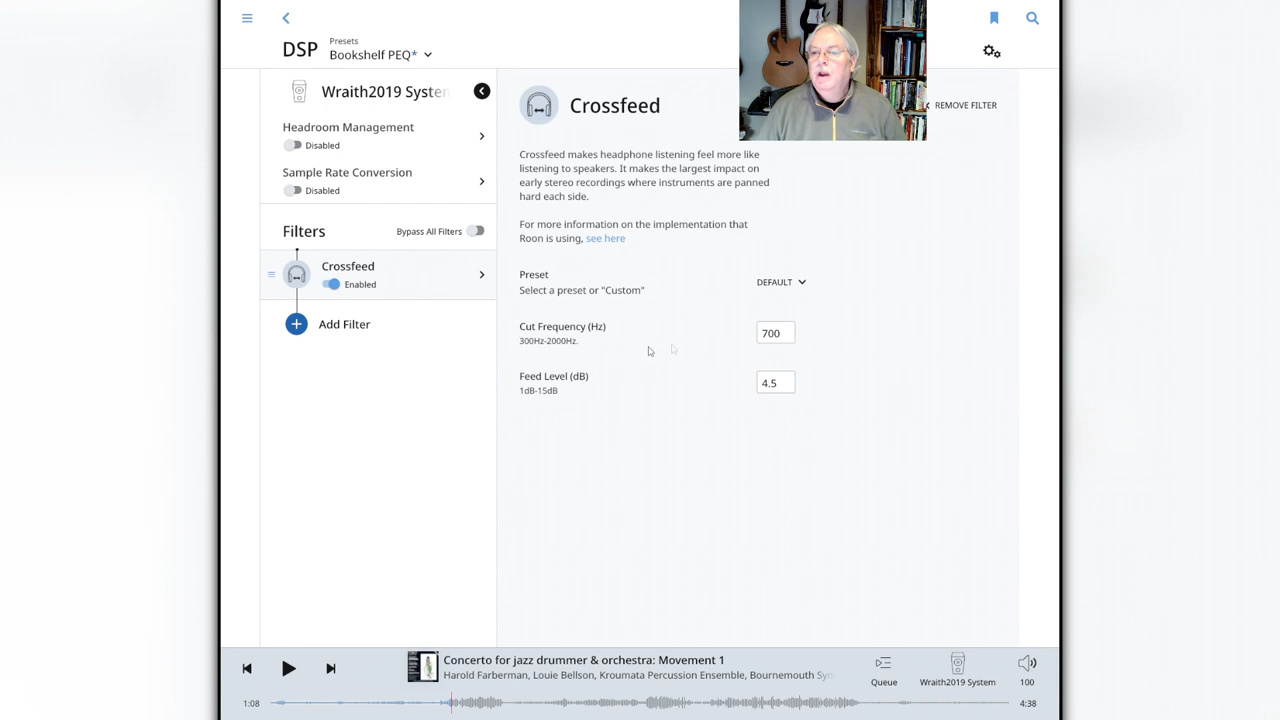 DSP
Presets
Bookshelf PEQ*
Wraith2019 System
Headroom Management
Disabled
Sample Rate Conversion
Disabled
Filters
Bypass All Filters
Crossfeed
Enabled
Add Filter
Crossfeed
REMOVE FILTER
Crossfeed makes headphone listening feel more like
listening to speakers. It makes the largest impact on
early stereo recordings where instruments are panned
hard each side.
For more information on the implementation that
Roon is using, see here
Preset
Select a preset or "Custom"
DEFAULT
Cut Frequency (Hz)
300Hz-2000Hz.
700
Feed Level (dB)
1dB-15dB
4.5
Concerto for jazz drummer & orchestra: Movement 1
Harold Farberman, Louie Bellson, Kroumata Percussion Ensemble, Bournemouth
Queue
Wraith2019 System
100
1:08
4:38